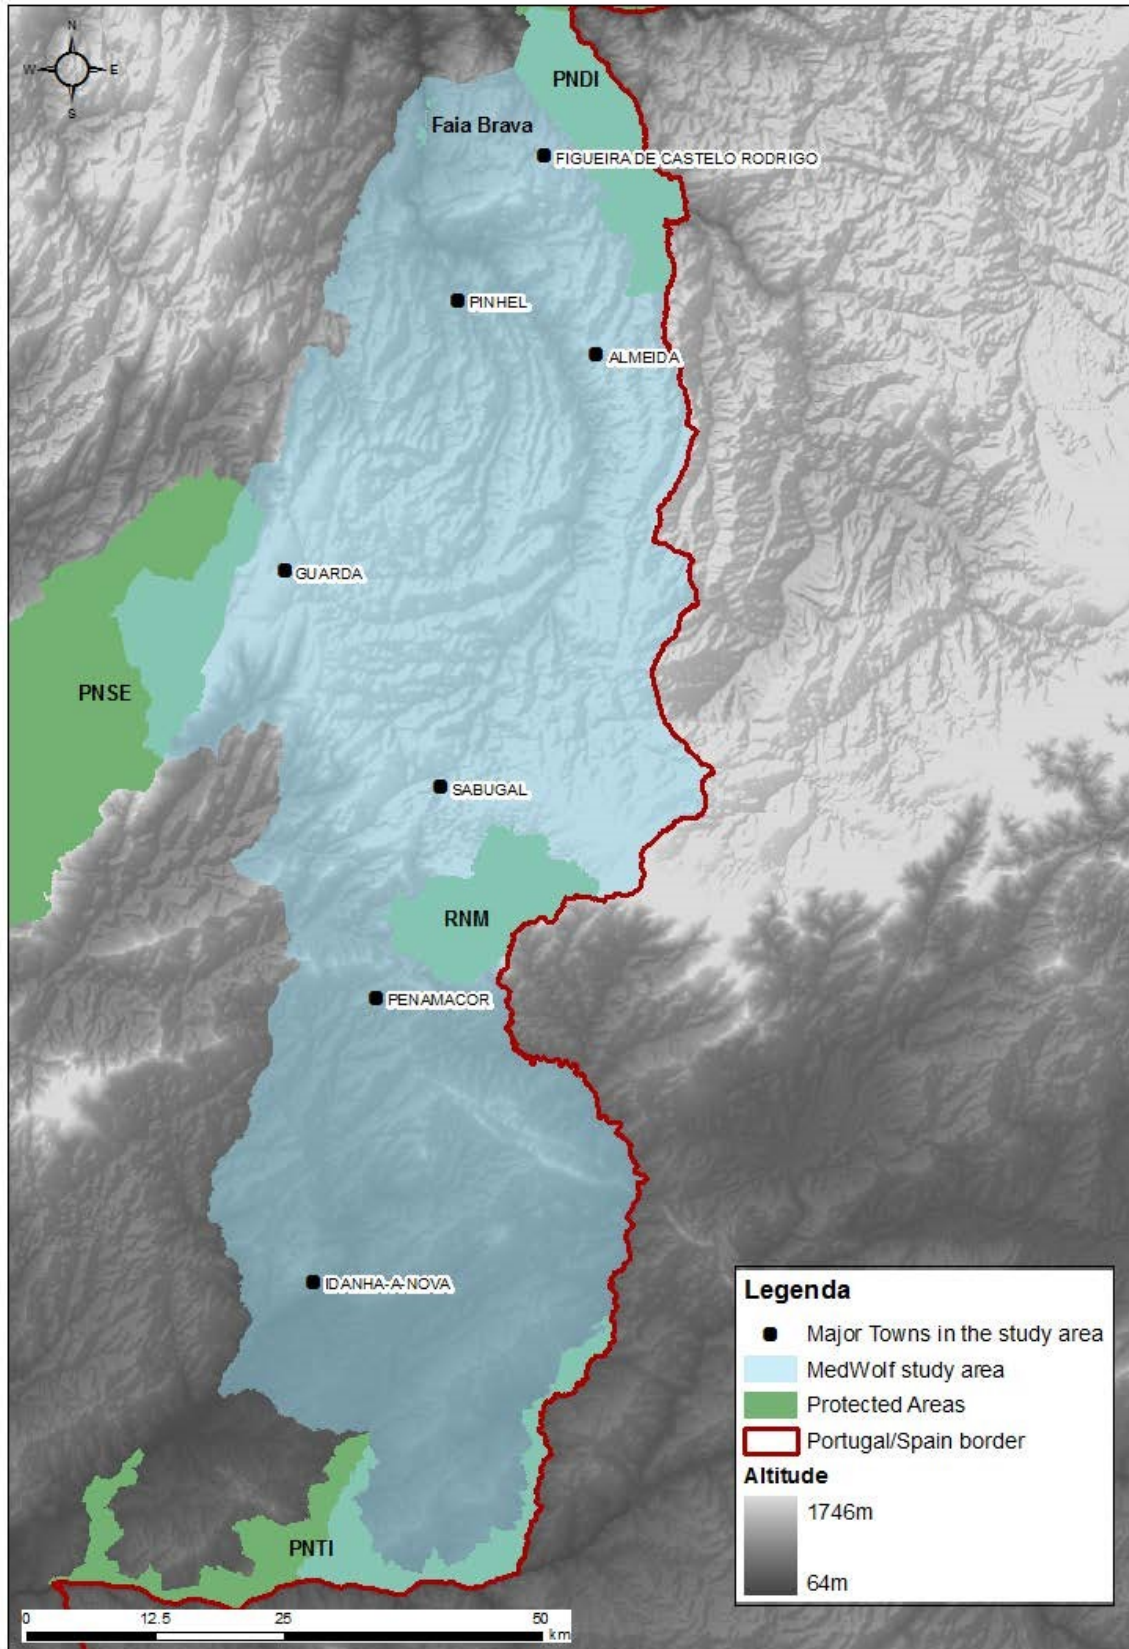 N
W E
S
PNDI
Faia Brava
FIGUEIRA DE CASTELO RODRIGO
PINHEL
ALMEIDA
GUARDA
PNSE
SABUGAL
RNM
PENAMACOR
IDANHA-A-NOVA
PNTI
Legenda
Major Towns in the study area
MedWolf study area
Protected Areas
Portugal/Spain border
Altitude
1746m
64m
0 12.5 25 50
km